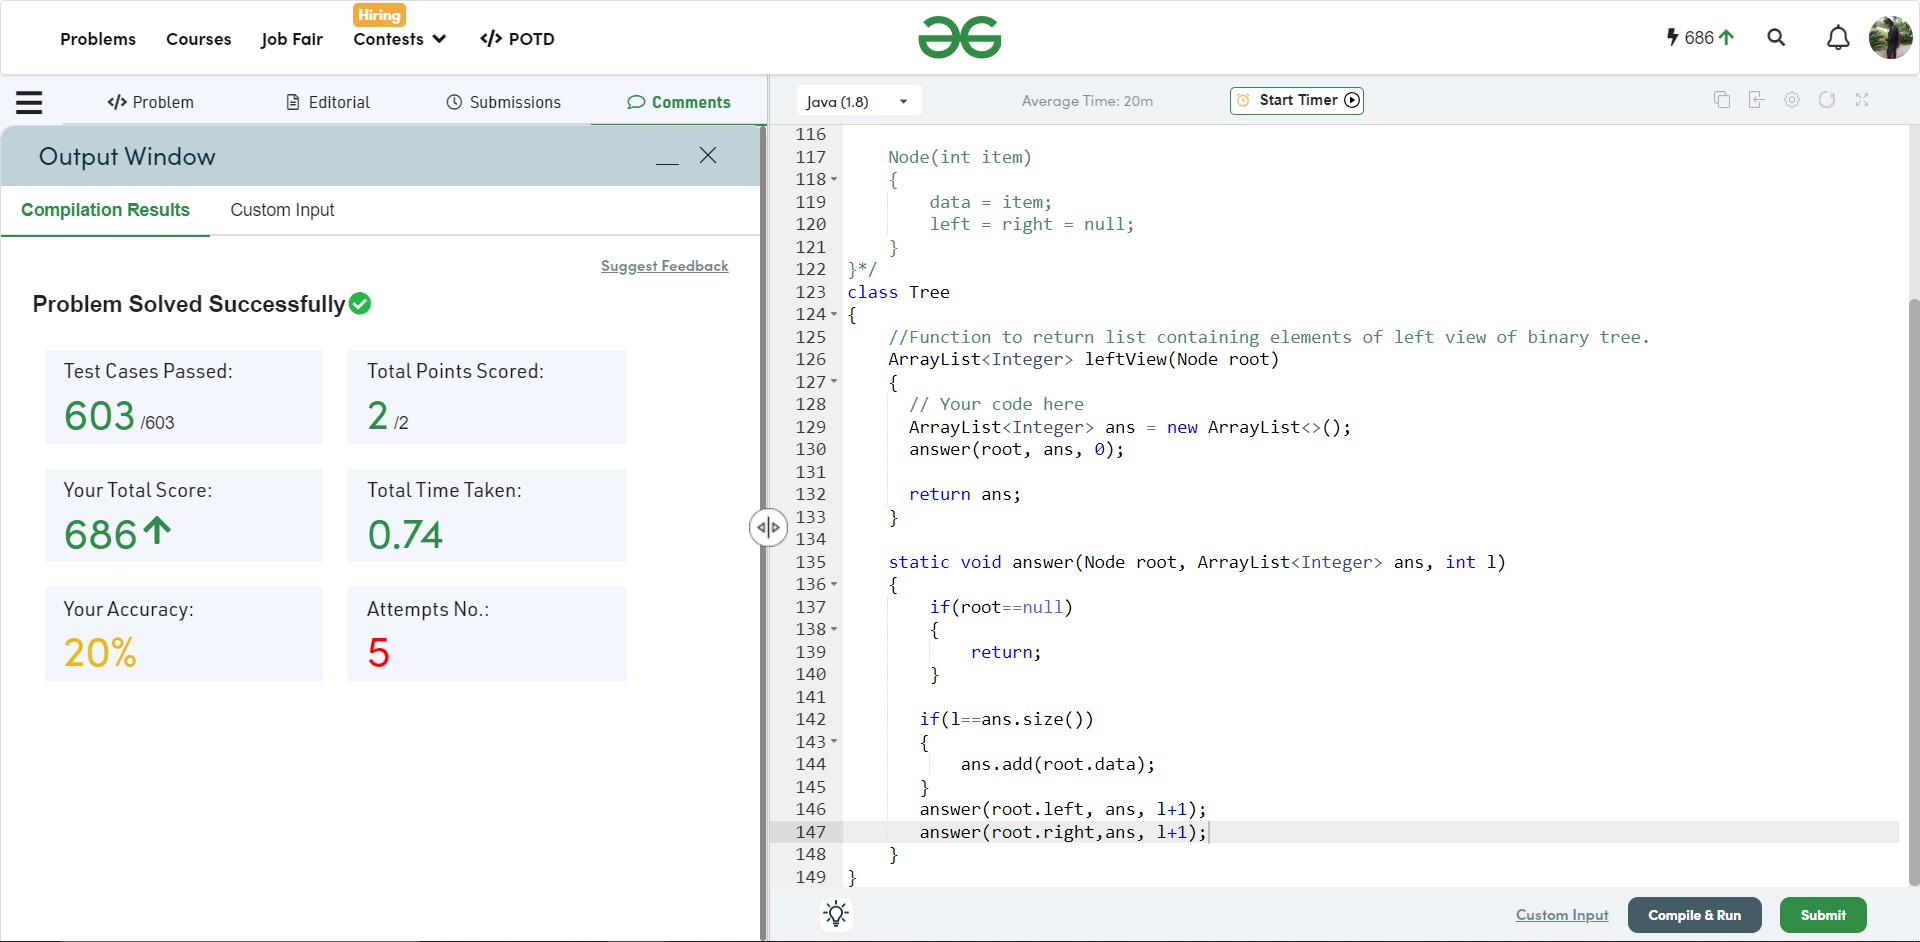 Problems Courses Job Fair Hiring Contests </> POTD 686
</> Problem Editorial Submissions Comments
Output Window
Compilation Results Custom Input
Suggest Feedback
Problem Solved Successfully
Test Cases Passed: Total Points Scored:
603 /603 2 /2
Your Total Score: Total Time Taken:
686 0.74
Your Accuracy: Attempts No.:
20% 5
Java (1.8) Average Time: 20m Start Timer
116
117 Node(int item)
118 {
119 data = item;
120 left = right = null;
121 }
122 }*/
123 class Tree
124 {
125 //Function to return list containing elements of left view of binary tree.
126 ArrayList<Integer> leftView(Node root)
127 {
128 // Your code here
129 ArrayList<Integer> ans = new ArrayList<>();
130 answer(root, ans, 0);
131
132 return ans;
133 }
134
135 static void answer(Node root, ArrayList<Integer> ans, int l)
136 {
137 if(root==null)
138 {
139 return;
140 }
141
142 if(l==ans.size())
143 {
144 ans.add(root.data);
145 }
146 answer(root.left, ans, l+1);
147 answer(root.right,ans, l+1);
148 }
149 }
Custom Input Compile & Run Submit